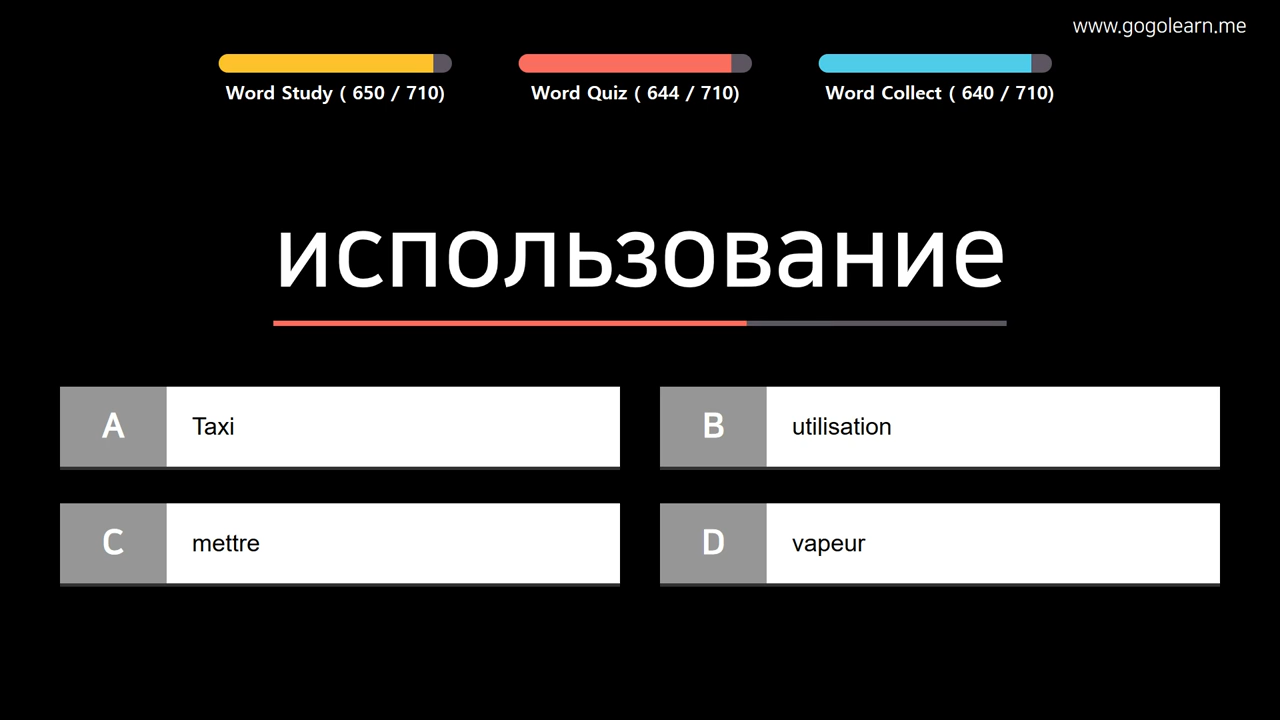 www.gogolearn.me
Word Study ( 650 / 710)
Word Quiz ( 644 / 710)
Word Collect ( 640 / 710)
использование
A Taxi
B utilisation
C mettre
D vapeur